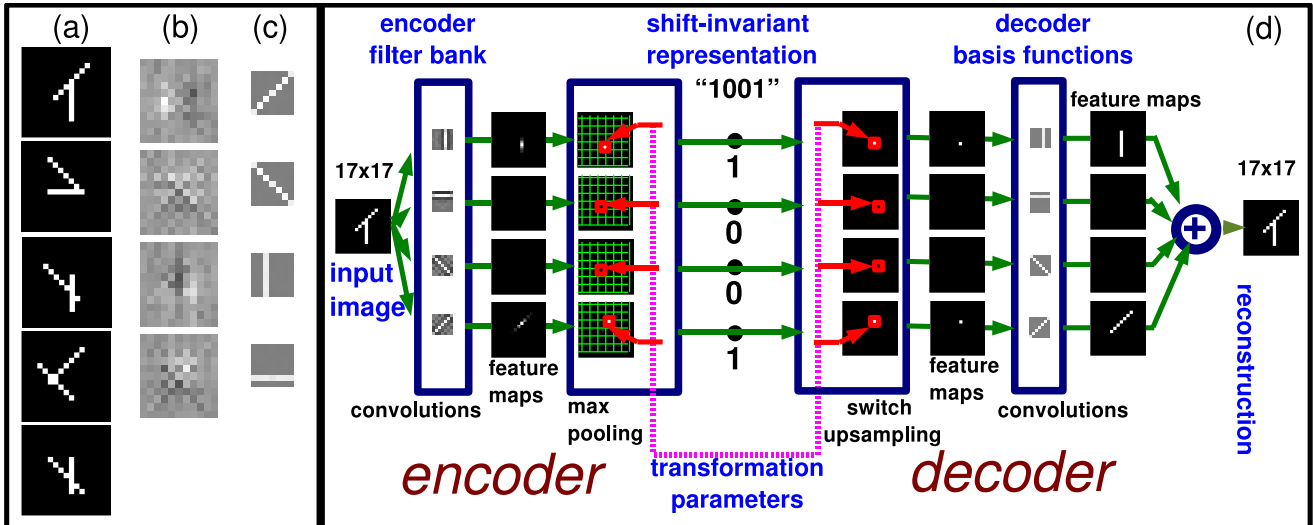 (a)
(b)
(c)
encoder
filter bank
shift-invariant
representation
“1001”
decoder
basis functions
(d)
feature maps
17x17
17x17
input
image
1
0
0
1
reconstruction
feature
maps
feature
maps
convolutions
max
pooling
switch
upsampling
convolutions
encoder
transformation
parameters
decoder